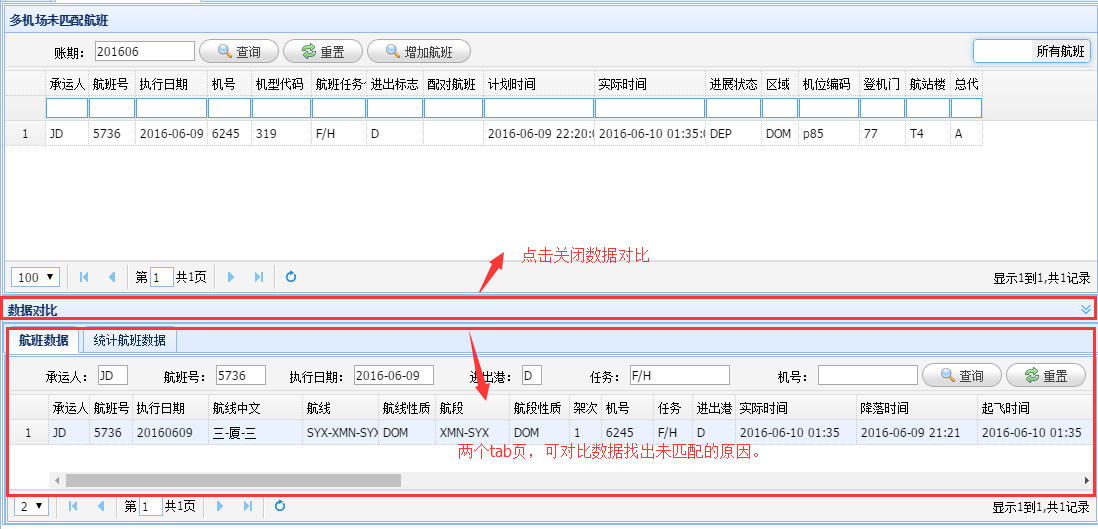 多机场未匹配航班
账期： 201606 查询 重置 增加航班 所有航班
承运人 航班号 执行日期 机号 机型代码 航班任务 进出标志 配对航班 计划时间 实际时间 进展状态 区域 机位编码 登机门 航站楼 总代
1 JD 5736 2016-06-09 6245 319 F/H D 2016-06-09 22:20:0 2016-06-10 01:35:0 DEP DOM p85 77 T4 A
点击关闭数据对比
100 第 1 共1页 显示1到1,共1记录
数据对比
航班数据 统计航班数据
承运人： JD 航班号： 5736 执行日期： 2016-06-09 进出港： D 任务： F/H 机号： 查询 重置
承运人 航班号 执行日期 航线中文 航线 航线性质 航段 航段性质 架次 机号 任务 进出港 实际时间 降落时间 起飞时间
1 JD 5736 20160609 三-厦-三 SYX-XMN-SYX DOM XMN-SYX DOM 1 6245 F/H D 2016-06-10 01:35 2016-06-09 21:21 2016-06-10 01:35
两个tab页，可对比数据找出未匹配的原因。
2 第 1 共1页 显示1到1,共1记录